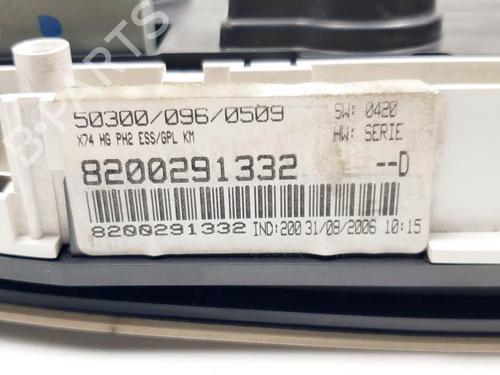 50300/096/0509 SW: 0420
X74 HG PH2 ESS/GPL KM HW: SERIE
8200291332 --D
8200291332 IND:200 31/08/2006 10:15
B-PARTS